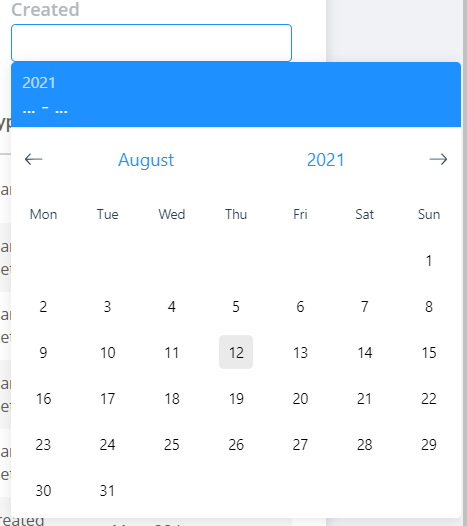 Created
2021
... - ...
August 2021
Mon Tue Wed Thu Fri Sat Sun
1
2 3 4 5 6 7 8
9 10 11 12 13 14 15
16 17 18 19 20 21 22
23 24 25 26 27 28 29
30 31